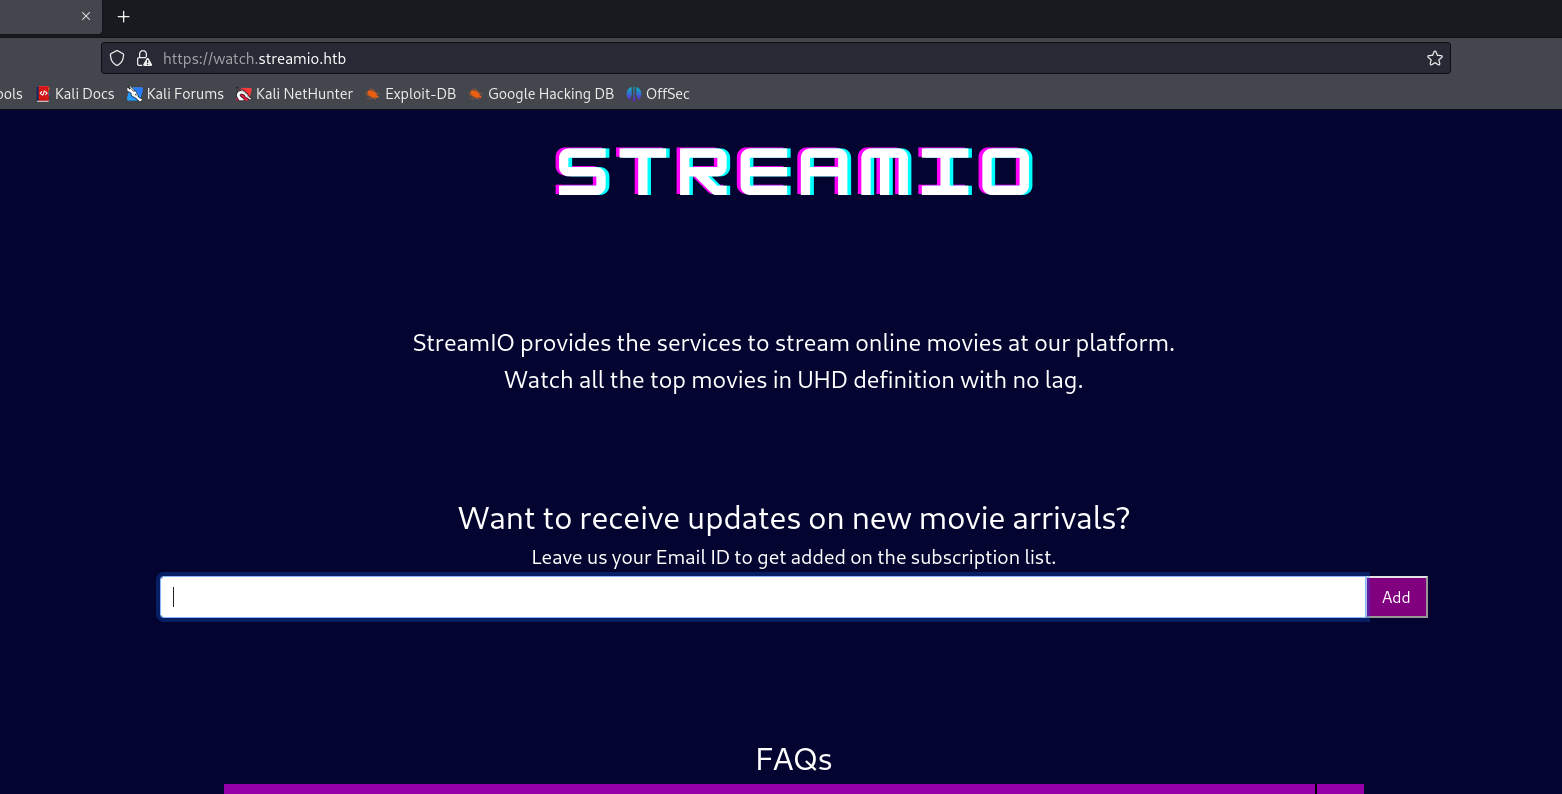 https://watch.streamio.htb
ools Kali Docs Kali Forums Kali NetHunter Exploit-DB Google Hacking DB OffSec
STREAMIO
StreamIO provides the services to stream online movies at our platform.
Watch all the top movies in UHD definition with no lag.
Want to receive updates on new movie arrivals?
Leave us your Email ID to get added on the subscription list.
Add
FAQs